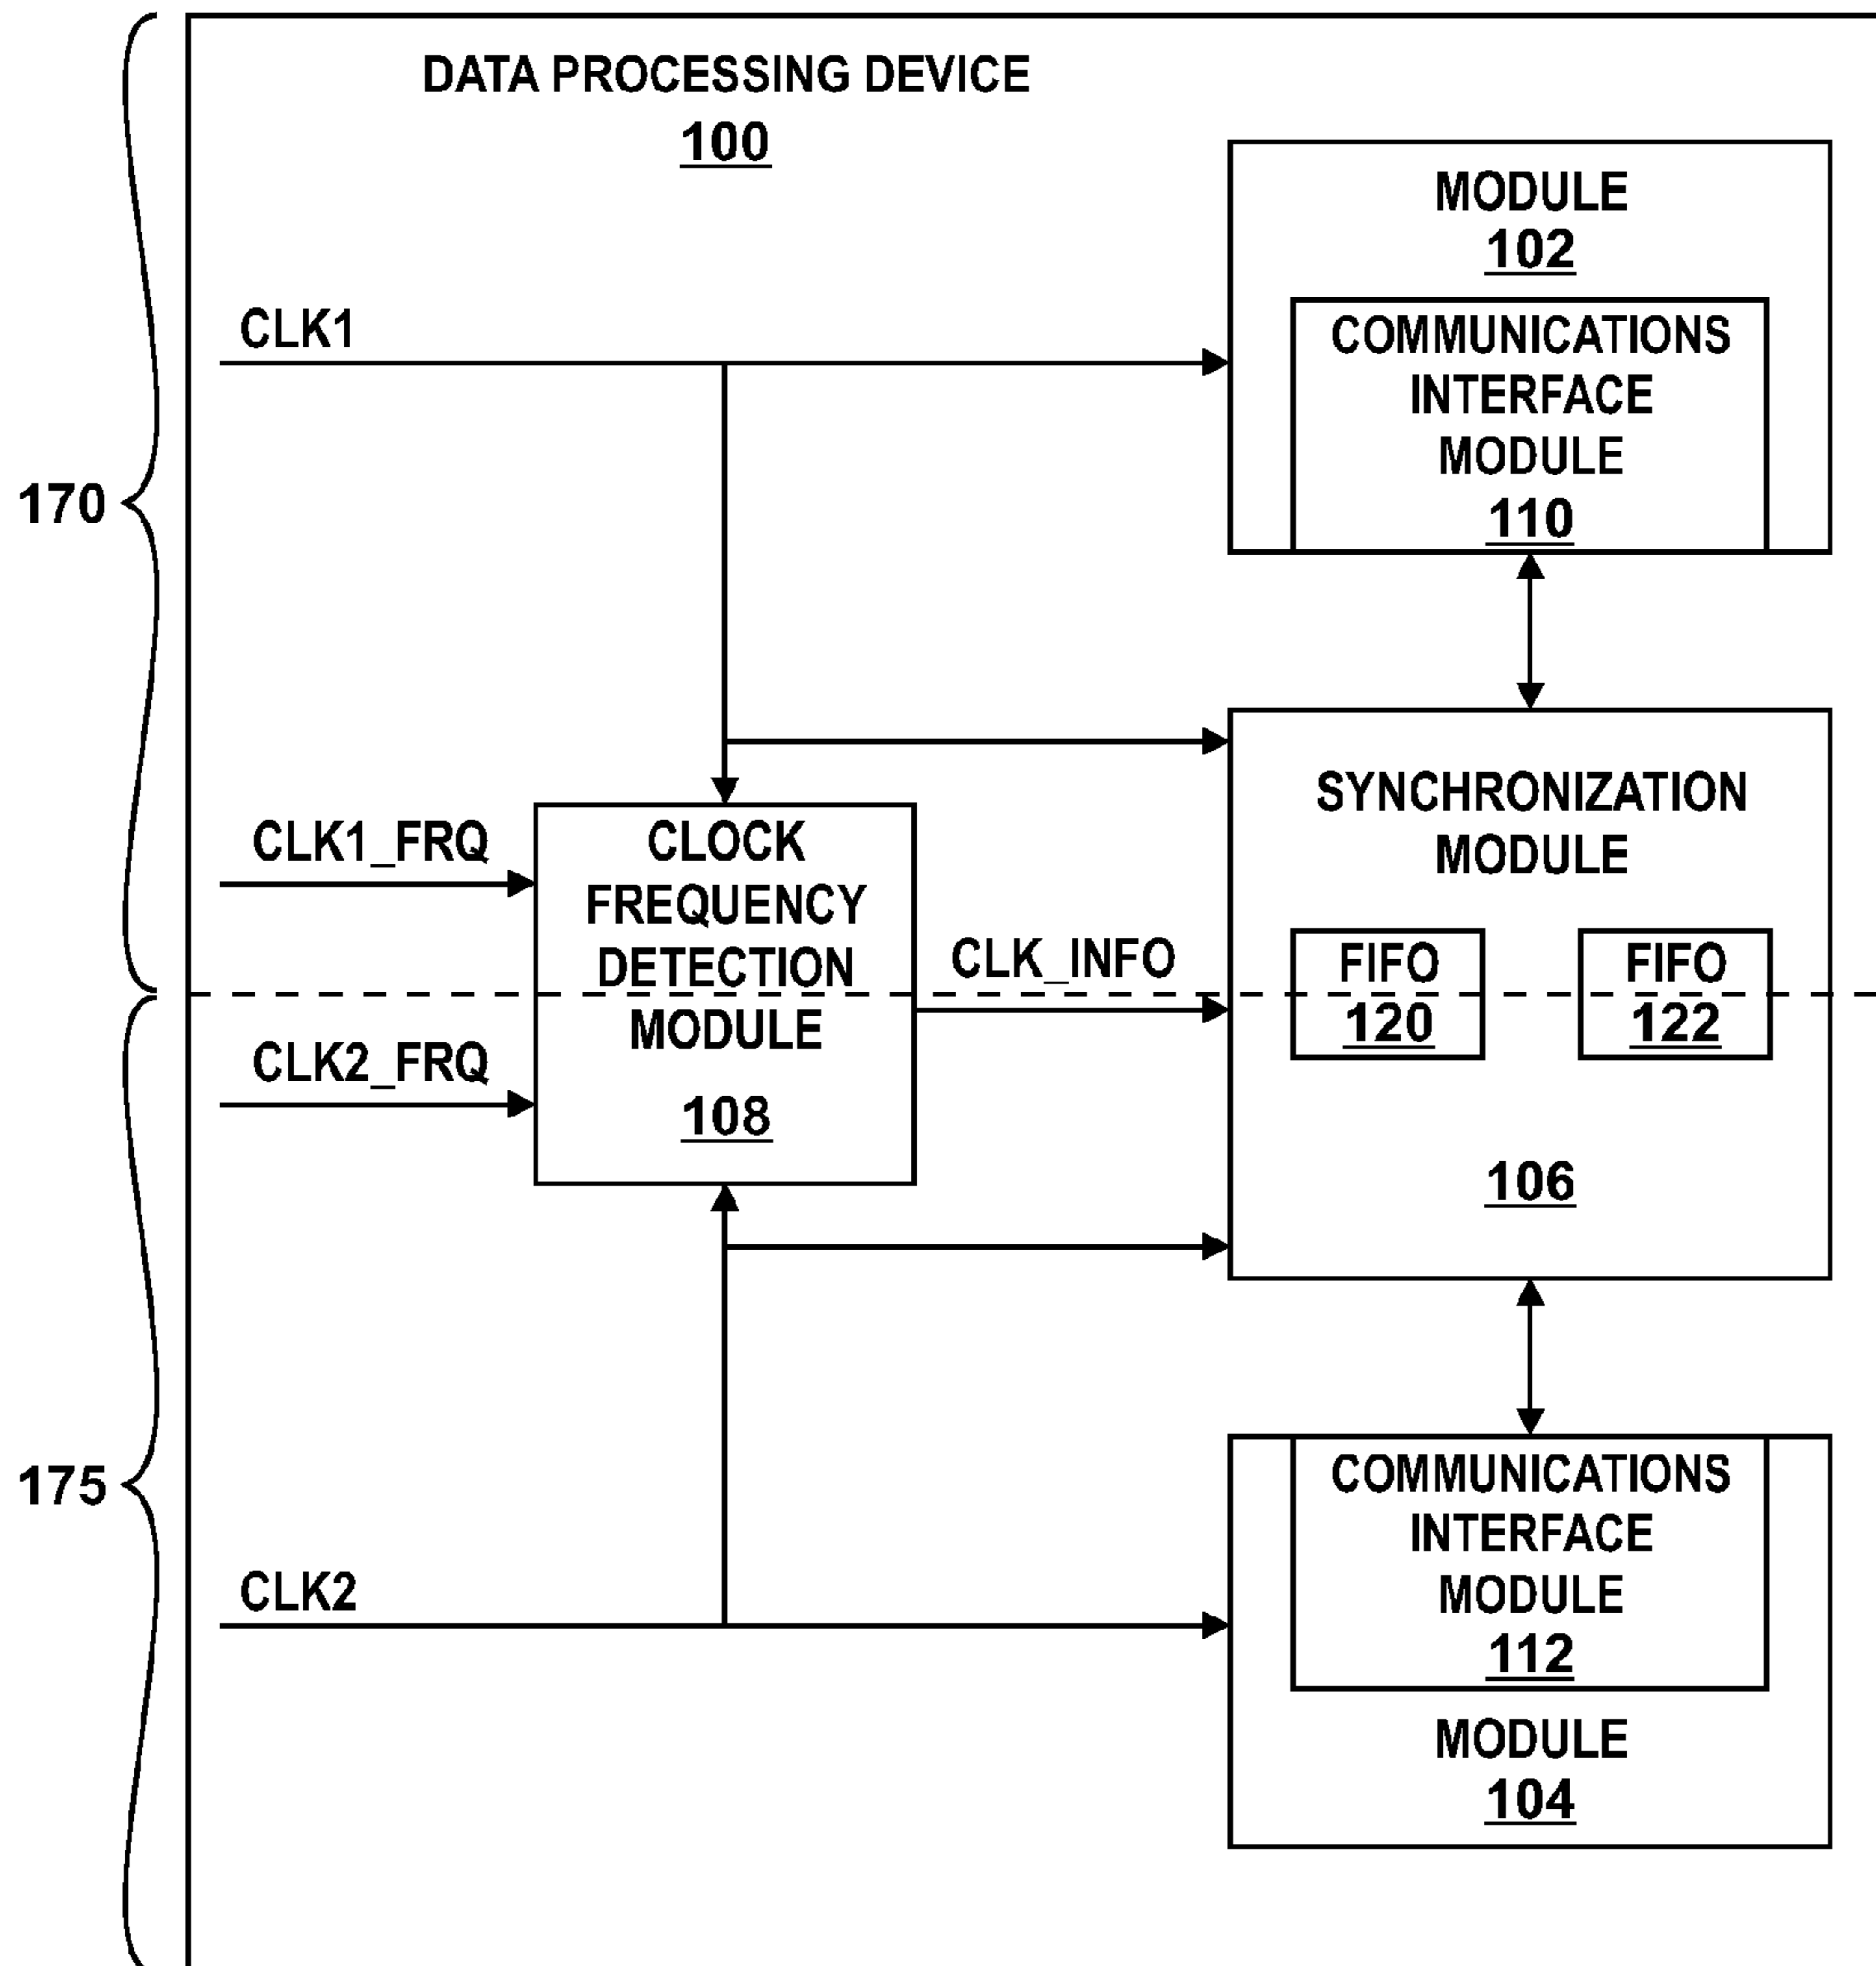 DATA PROCESSING DEVICE
100
MODULE
102
COMMUNICATIONS
INTERFACE
MODULE
110
CLK1
170
SYNCHRONIZATION
MODULE
FIFO
120
FIFO
122
106
CLK1_FRQ
CLOCK
FREQUENCY
DETECTION
MODULE
108
CLK_INFO
CLK2_FRQ
175
CLK2
COMMUNICATIONS
INTERFACE
MODULE
112
MODULE
104